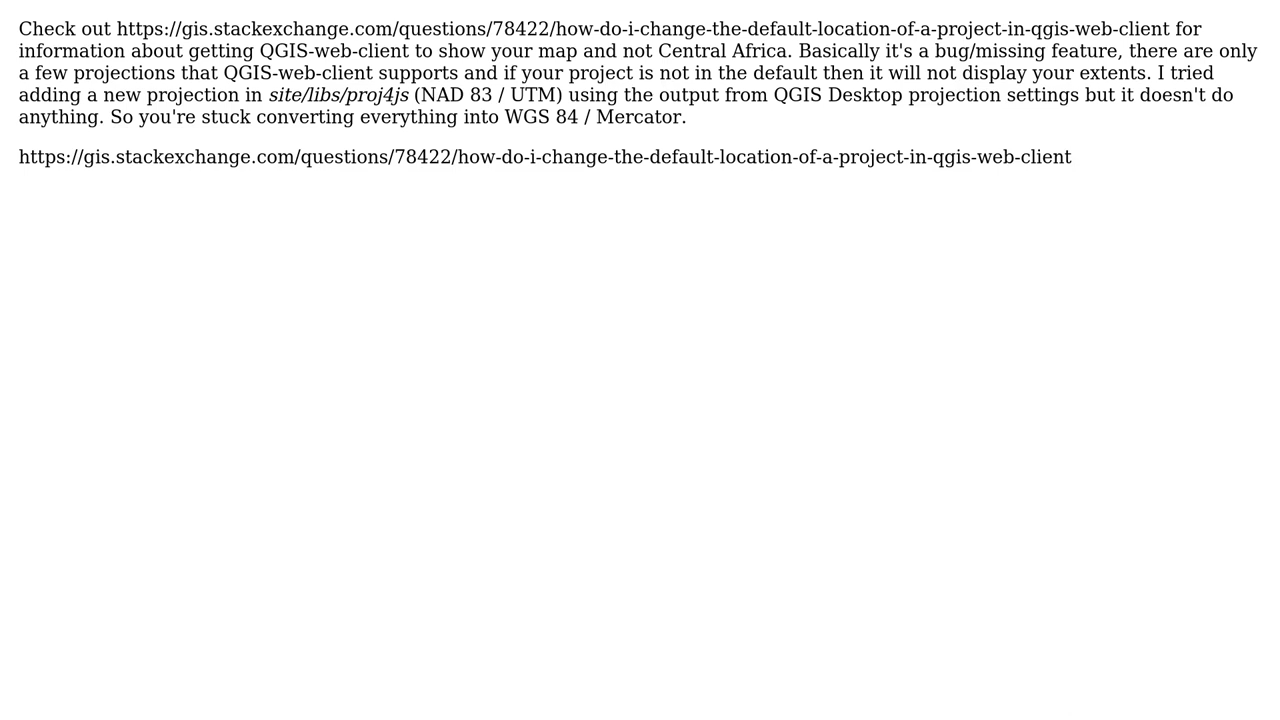 Check out https://gis.stackexchange.com/questions/78422/how-do-i-change-the-default-location-of-a-project-in-qgis-web-client for
information about getting QGIS-web-client to show your map and not Central Africa. Basically it's a bug/missing feature, there are only
a few projections that QGIS-web-client supports and if your project is not in the default then it will not display your extents. I tried
adding a new projection in site/libs/proj4js (NAD 83 / UTM) using the output from QGIS Desktop projection settings but it doesn't do
anything. So you're stuck converting everything into WGS 84 / Mercator.
https://gis.stackexchange.com/questions/78422/how-do-i-change-the-default-location-of-a-project-in-qgis-web-client